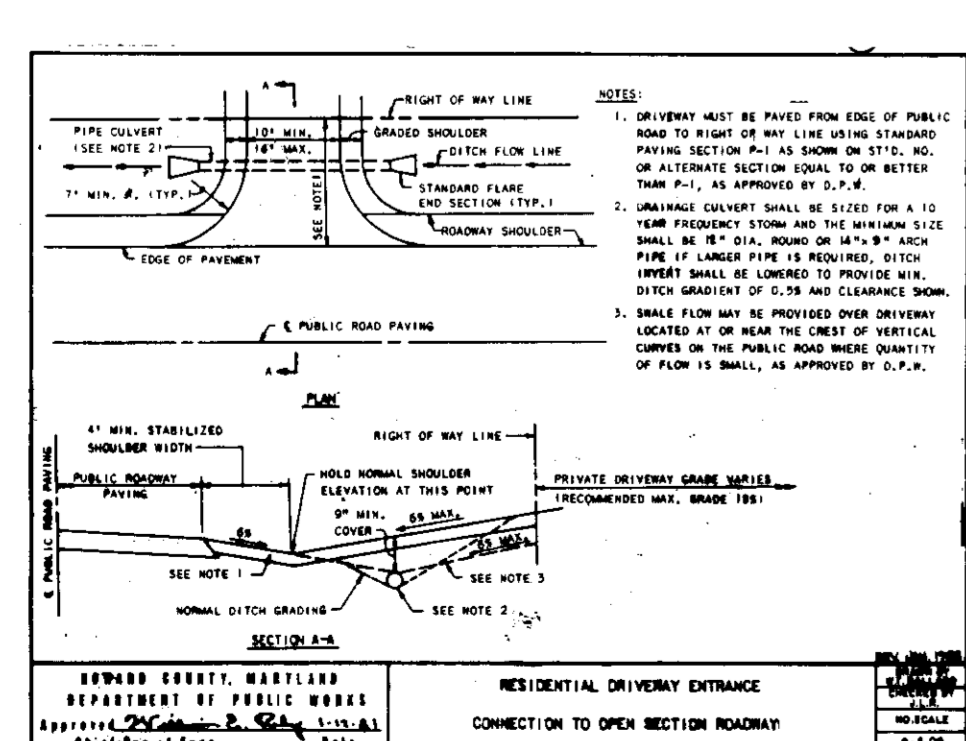 A
RIGHT OF WAY LINE
PIPE CULVERT
(SEE NOTE 2)
10' MIN.
16' MAX.
GRADED SHOULDER
DITCH FLOW LINE
7' MIN. R. (TYP.)
SEE NOTE 1
STANDARD FLARE
END SECTION (TYP.)
ROADWAY SHOULDER
EDGE OF PAVEMENT
℄ PUBLIC ROAD PAVING
A
PLAN
NOTES:
1. DRIVEWAY MUST BE PAVED FROM EDGE OF PUBLIC
ROAD TO RIGHT OF WAY LINE USING STANDARD
PAVING SECTION P-1 AS SHOWN ON ST'D. NO.
OR ALTERNATE SECTION EQUAL TO OR BETTER
THAN P-1, AS APPROVED BY D.P.W.
2. DRAINAGE CULVERT SHALL BE SIZED FOR A 10
YEAR FREQUENCY STORM AND THE MINIMUM SIZE
SHALL BE 12" DIA. ROUND OR 14"x 9" ARCH
PIPE IF LARGER PIPE IS REQUIRED, DITCH
INVERT SHALL BE LOWERED TO PROVIDE MIN.
DITCH GRADIENT OF 0.5% AND CLEARANCE SHOWN.
3. SWALE FLOW MAY BE PROVIDED OVER DRIVEWAY
LOCATED AT OR NEAR THE CREST OF VERTICAL
CURVES ON THE PUBLIC ROAD WHERE QUANTITY
OF FLOW IS SMALL, AS APPROVED BY D.P.W.
4' MIN. STABILIZED
SHOULDER WIDTH
RIGHT OF WAY LINE
℄ PUBLIC ROAD PAVING
PUBLIC ROADWAY
PAVING
HOLD NORMAL SHOULDER
ELEVATION AT THIS POINT
PRIVATE DRIVEWAY GRADE VARIES
(RECOMMENDED MAX. GRADE 15%)
9" MIN.
COVER
6% MAX.
6%
6% MAX.
SEE NOTE 1
SEE NOTE 3
NORMAL DITCH GRADING
SEE NOTE 2
SECTION A-A
HOWARD COUNTY, MARYLAND
DEPARTMENT OF PUBLIC WORKS
Approved
RESIDENTIAL DRIVEWAY ENTRANCE
CONNECTION TO OPEN SECTION ROADWAY
CHECKED BY
J.L.R.
NO.SCALE